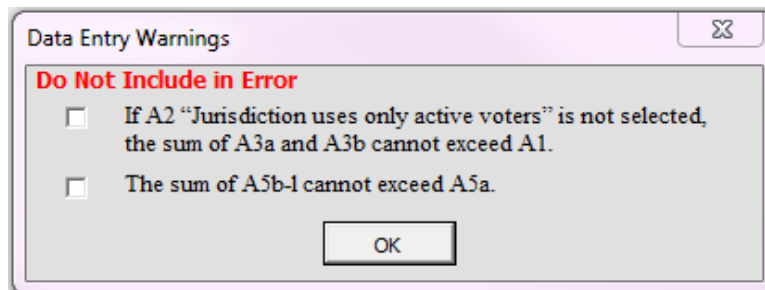 Data Entry Warnings
Do Not Include in Error
If A2 “Jurisdiction uses only active voters” is not selected,
the sum of A3a and A3b cannot exceed A1.
The sum of A5b-l cannot exceed A5a.
OK